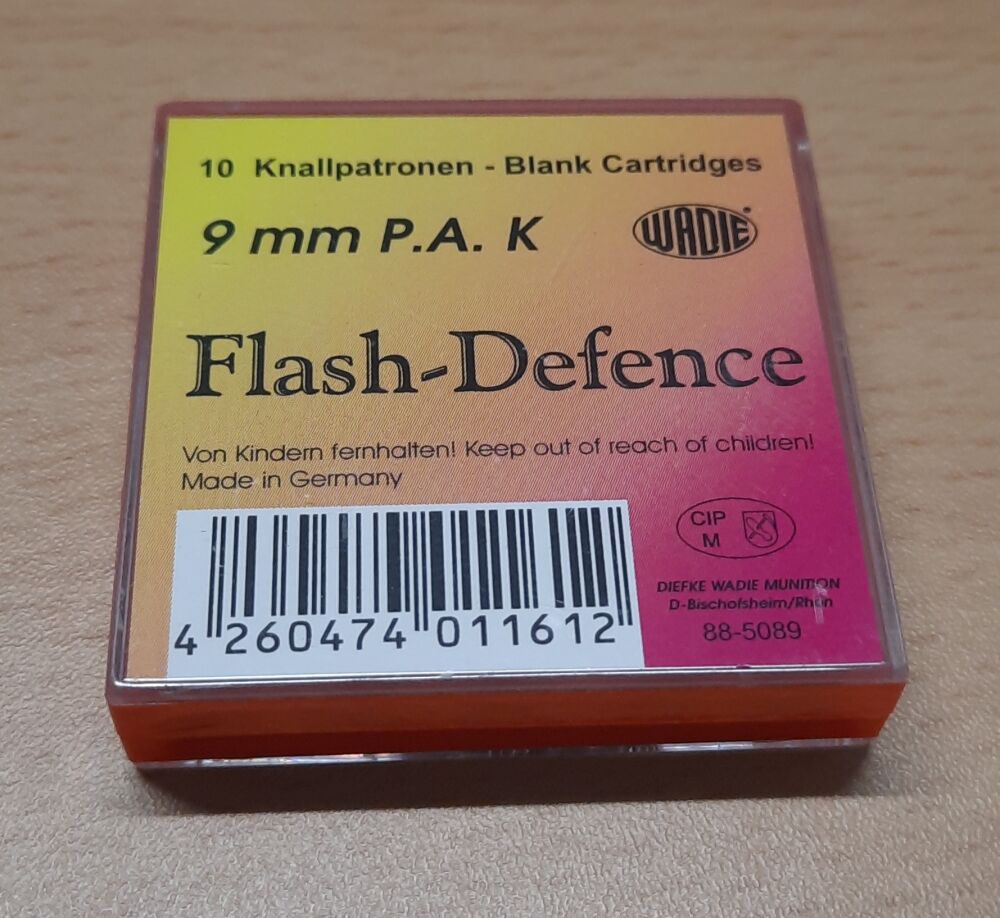 10 Knallpatronen - Blank Cartridges
9 mm P.A. K
WADIE
Flash-Defence
Von Kindern fernhalten! Keep out of reach of children!
Made in Germany
CIP
M
4 260474 011612
DIEFKE WADIE MUNITION
D-Bischofsheim/Rhön
88-5089